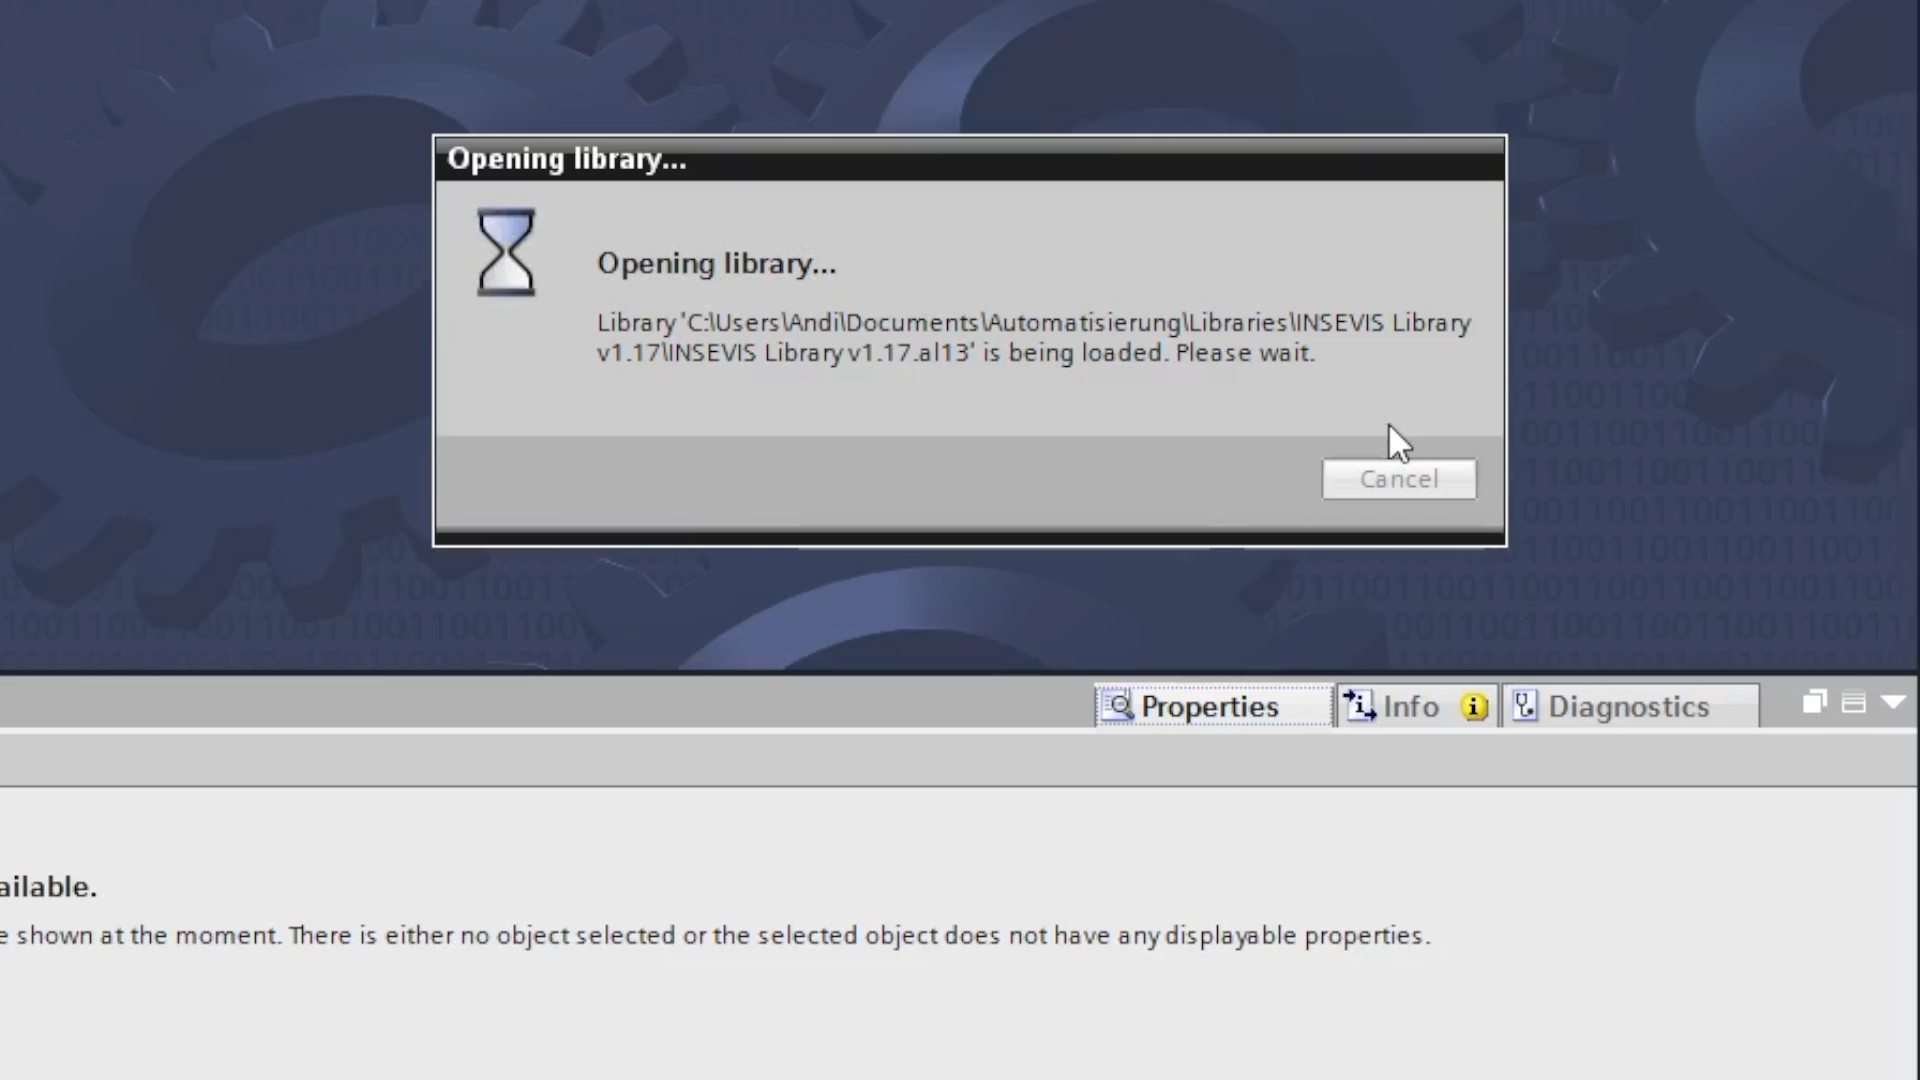 Opening library...
Opening library...
Library 'C:\Users\Andi\Documents\Automatisierung\Libraries\INSEVIS Library
v1.17\INSEVIS Library v1.17.al13' is being loaded. Please wait.
Cancel
Properties
Info
Diagnostics
ailable.
e shown at the moment. There is either no object selected or the selected object does not have any displayable properties.